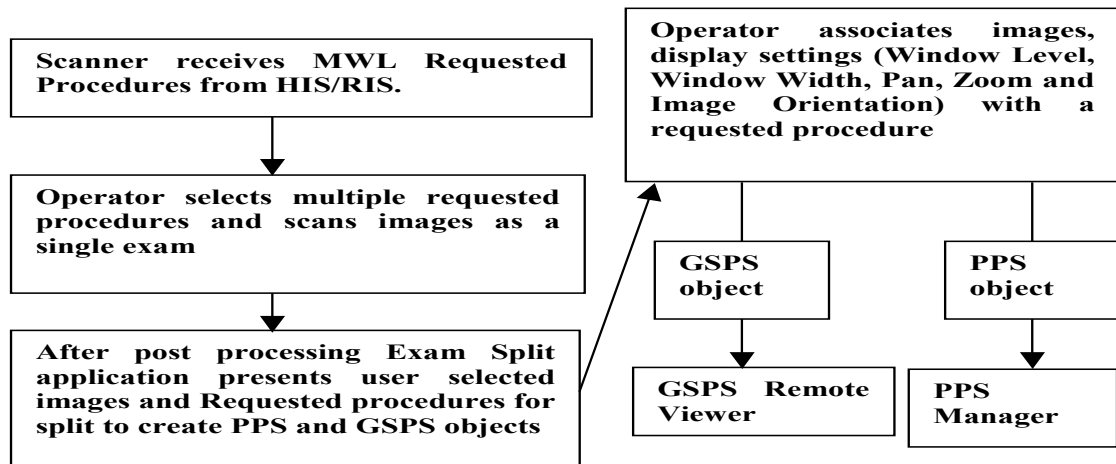 Scanner receives MWL Requested
Procedures from HIS/RIS.
Operator selects multiple requested
procedures and scans images as a
single exam
After post processing Exam Split
application presents user selected
images and Requested procedures for
split to create PPS and GSPS objects
Operator associates images,
display settings (Window Level,
Window Width, Pan, Zoom and
Image Orientation) with a
requested procedure
GSPS
object
PPS
object
GSPS Remote
Viewer
PPS
Manager